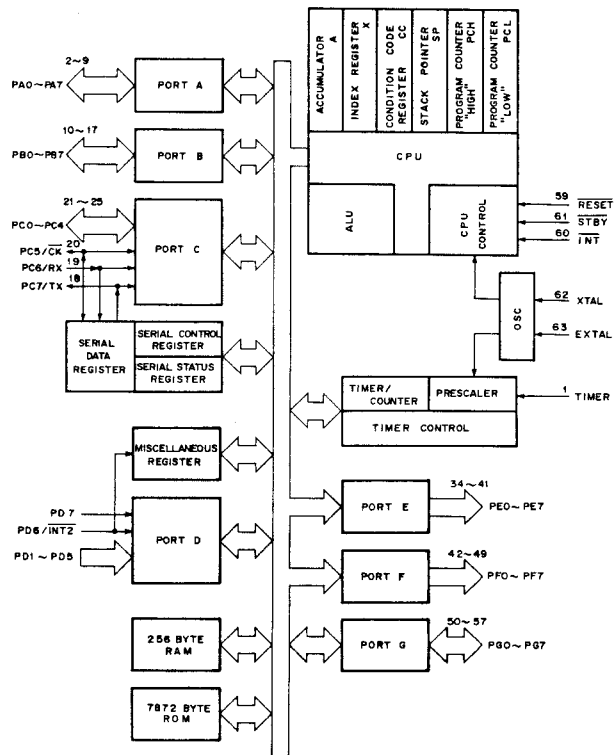 2~9
PA0~PA7
PORT A
10~17
PB0~PB7
PORT B
21~25
PC0~PC4
20
PC5/CK
19
PC6/RX
18
PC7/TX
PORT C
SERIAL DATA REGISTER
SERIAL CONTROL REGISTER
SERIAL STATUS REGISTER
MISCELLANEOUS REGISTER
PD7
PD6/INT2
PD1~PD5
PORT D
256 BYTE RAM
7872 BYTE ROM
ACCUMULATOR A
INDEX REGISTER X
CONDITION CODE REGISTER CC
STACK POINTER SP
PROGRAM COUNTER "HIGH" PCH
PROGRAM COUNTER "LOW" PCL
CPU
ALU
CPU CONTROL
59
RESET
61
STBY
60
INT
OSC
62
XTAL
63
EXTAL
TIMER/COUNTER
PRESCALER
TIMER CONTROL
1
TIMER
PORT E
34~41
PE0~PE7
PORT F
42~49
PF0~PF7
PORT G
50~57
PG0~PG7